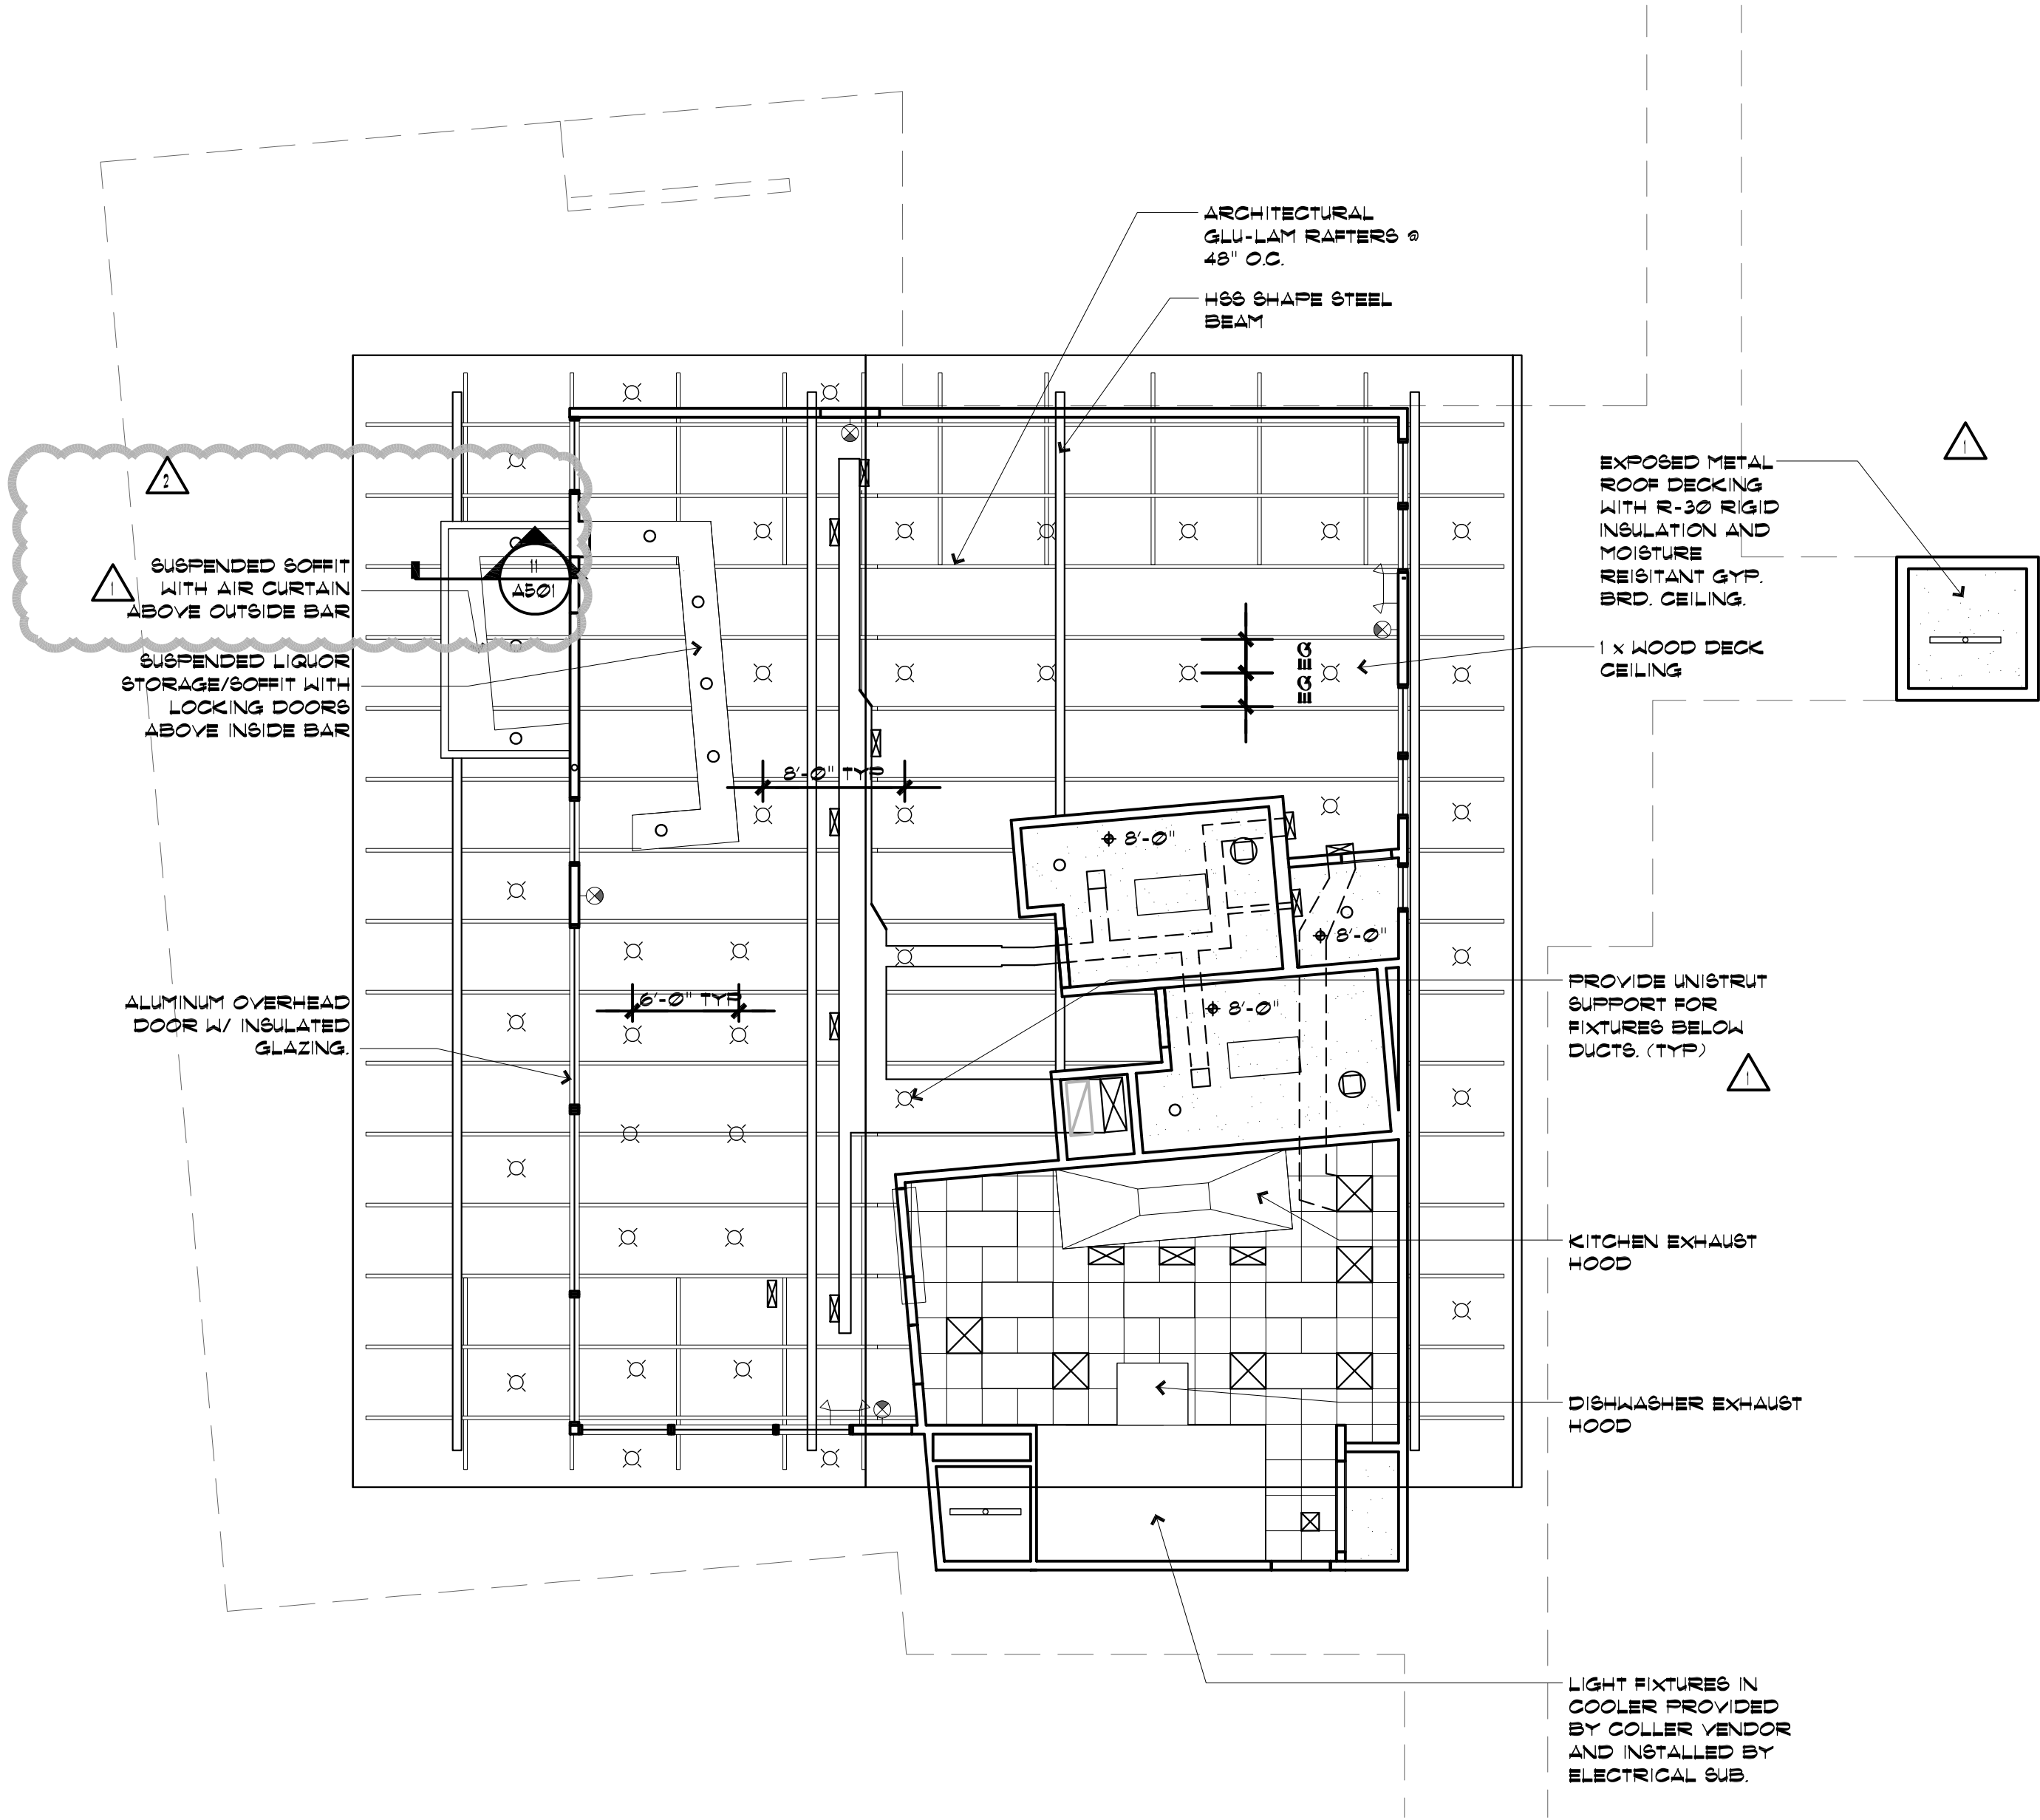 ARCHITECTURAL
GLU-LAM RAFTERS @
48" O.C.
HSS SHAPE STEEL
BEAM
2
1
SUSPENDED SOFFIT
WITH AIR CURTAIN
ABOVE OUTSIDE BAR
11
A501
1
EXPOSED METAL
ROOF DECKING
WITH R-30 RIGID
INSULATION AND
MOISTURE
REISITANT GYP.
BRD. CEILING.
SUSPENDED LIQUOR
STORAGE/SOFFIT WITH
LOCKING DOORS
ABOVE INSIDE BAR
EQ
EQ
1 x WOOD DECK
CEILING
8'-0" TYP
8'-0"
8'-0"
8'-0"
6'-0" TYP
ALUMINUM OVERHEAD
DOOR W/ INSULATED
GLAZING.
PROVIDE UNISTRUT
SUPPORT FOR
FIXTURES BELOW
DUCTS. (TYP)
1
KITCHEN EXHAUST
HOOD
DISHWASHER EXHAUST
HOOD
LIGHT FIXTURES IN
COOLER PROVIDED
BY COLLER VENDOR
AND INSTALLED BY
ELECTRICAL SUB.